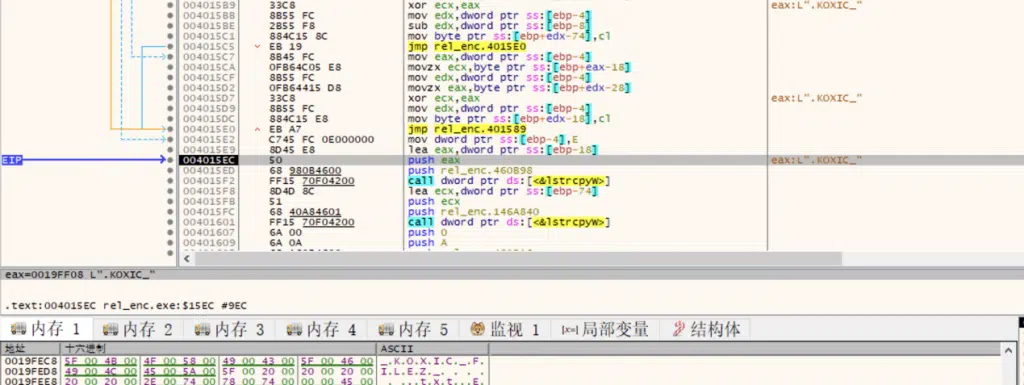 004015B9 33C8 xor ecx,eax eax:L".KOXIC_"
004015BB 8B55 FC mov edx,dword ptr ss:[ebp-4]
004015BE 2B55 F8 sub edx,dword ptr ss:[ebp-8]
004015C1 884C15 8C mov byte ptr ss:[ebp+edx-74],cl
004015C5 EB 19 jmp rel_enc.4015E0
004015C7 8B45 FC mov eax,dword ptr ss:[ebp-4]
004015CA 0FB64C05 E8 movzx ecx,byte ptr ss:[ebp+eax-18]
004015CF 8B55 FC mov edx,dword ptr ss:[ebp-4]
004015D2 0FB64415 D8 movzx eax,byte ptr ss:[ebp+edx-28]
004015D7 33C8 xor ecx,eax eax:L".KOXIC_"
004015D9 8B55 FC mov edx,dword ptr ss:[ebp-4]
004015DC 884C15 E8 mov byte ptr ss:[ebp+edx-18],cl
004015E0 EB A7 jmp rel_enc.401589
004015E2 C745 FC 0E000000 mov dword ptr ss:[ebp-4],E
004015E9 8D45 E8 lea eax,dword ptr ss:[ebp-18]
EIP 004015EC 50 push eax eax:L".KOXIC_"
004015ED 68 980B4600 push rel_enc.460B98
004015F2 FF15 70F04200 call dword ptr ds:[<&lstrcpyW>]
004015F8 8D4D 8C lea ecx,dword ptr ss:[ebp-74]
004015FB 51 push ecx
004015FC 68 40A84601 push rel_enc.146A840
00401601 FF15 70F04200 call dword ptr ds:[<&lstrcpyW>]
00401607 6A 00 push 0
00401609 6A 0A push A
eax=0019FF08 L".KOXIC_"
.text:004015EC rel_enc.exe:$15EC #9EC
内存 1 内存 2 内存 3 内存 4 内存 5 监视 1 [x=] 局部变量 结构体
地址 十六进制 ASCII
0019FEC8 5F 00 4B 00 4F 00 58 00 49 00 43 00 5F 00 46 00 _.K.O.X.I.C._.F.
0019FED8 49 00 4C 00 45 00 5A 00 5F 00 20 00 20 00 20 00 I.L.E.Z._. . . .
0019FEE8 20 00 20 00 2E 00 74 00 78 00 74 00 00 00 45 00 . ...t.x.t...E.